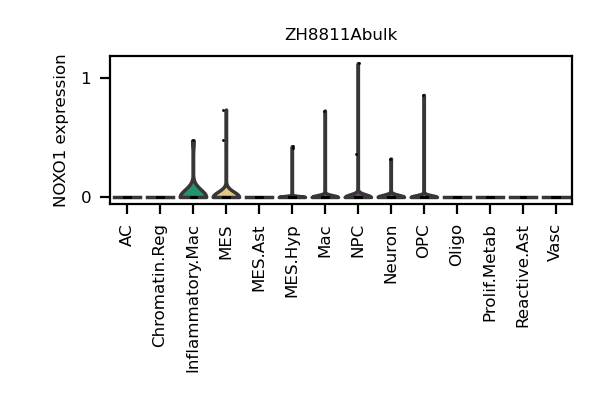 ZH8811Abulk
NOXO1 expression
1
0
AC
Chromatin.Reg
Inflammatory.Mac
MES
MES.Ast
MES.Hyp
Mac
NPC
Neuron
OPC
Oligo
Prolif.Metab
Reactive.Ast
Vasc